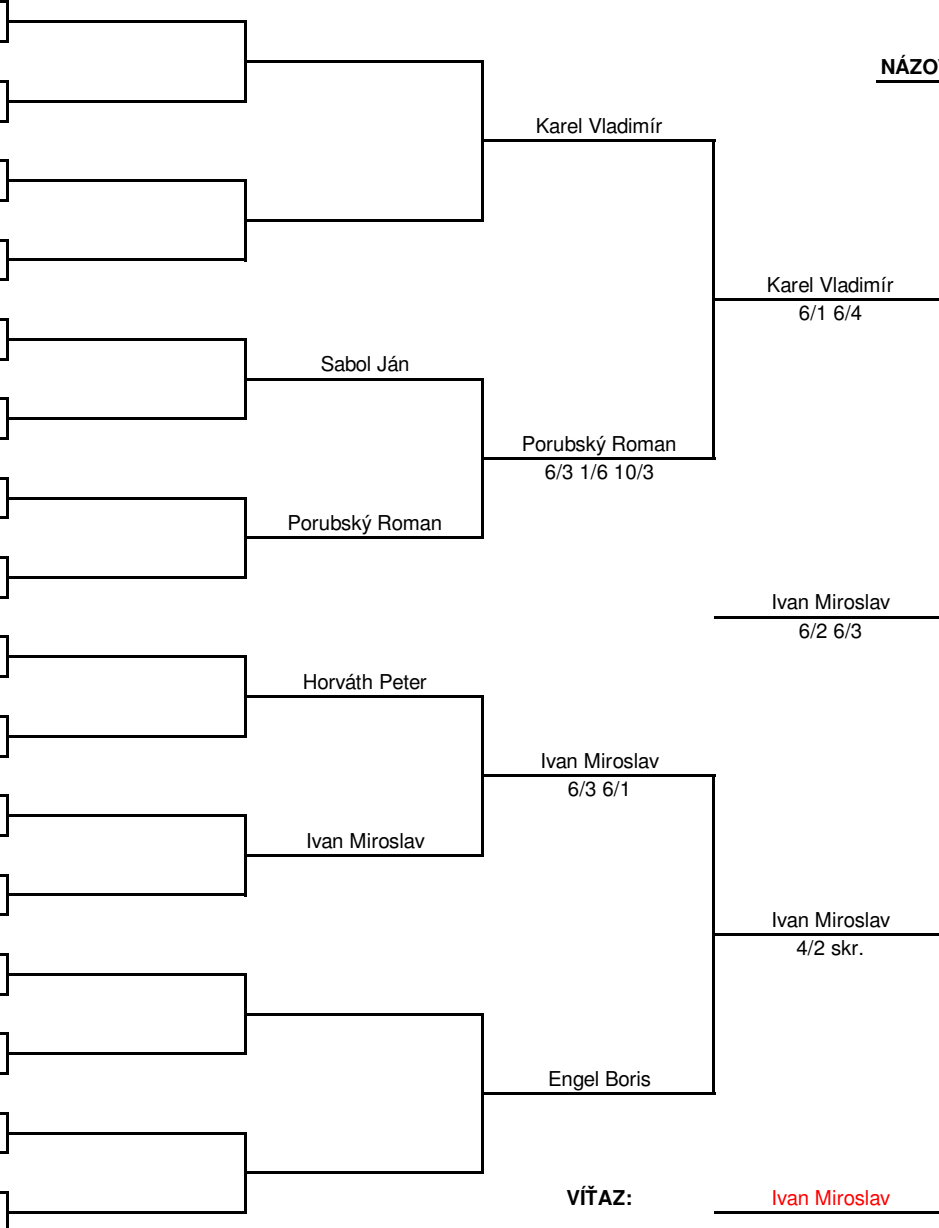 NÁZOV
Karel Vladimír
Karel Vladimír
6/1 6/4
Sabol Ján
Porubský Roman
6/3 1/6 10/3
Porubský Roman
Ivan Miroslav
6/2 6/3
Horváth Peter
Ivan Miroslav
6/3 6/1
Ivan Miroslav
Ivan Miroslav
4/2 skr.
Engel Boris
VÍŤAZ: Ivan Miroslav